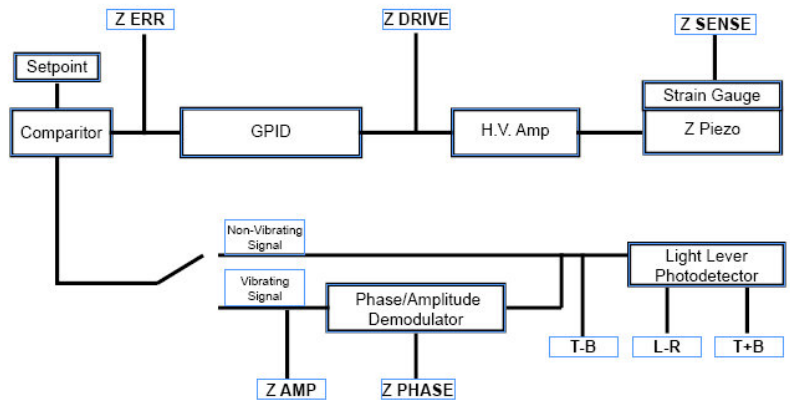 Z ERR
Z DRIVE
Z SENSE
Setpoint
Strain Gauge
Comparitor
GPID
H.V. Amp
Z Piezo
Non-Vibrating
Signal
Light Lever
Photodetector
Vibrating
Signal
Phase/Amplitude
Demodulator
T-B
L-R
T+B
Z AMP
Z PHASE